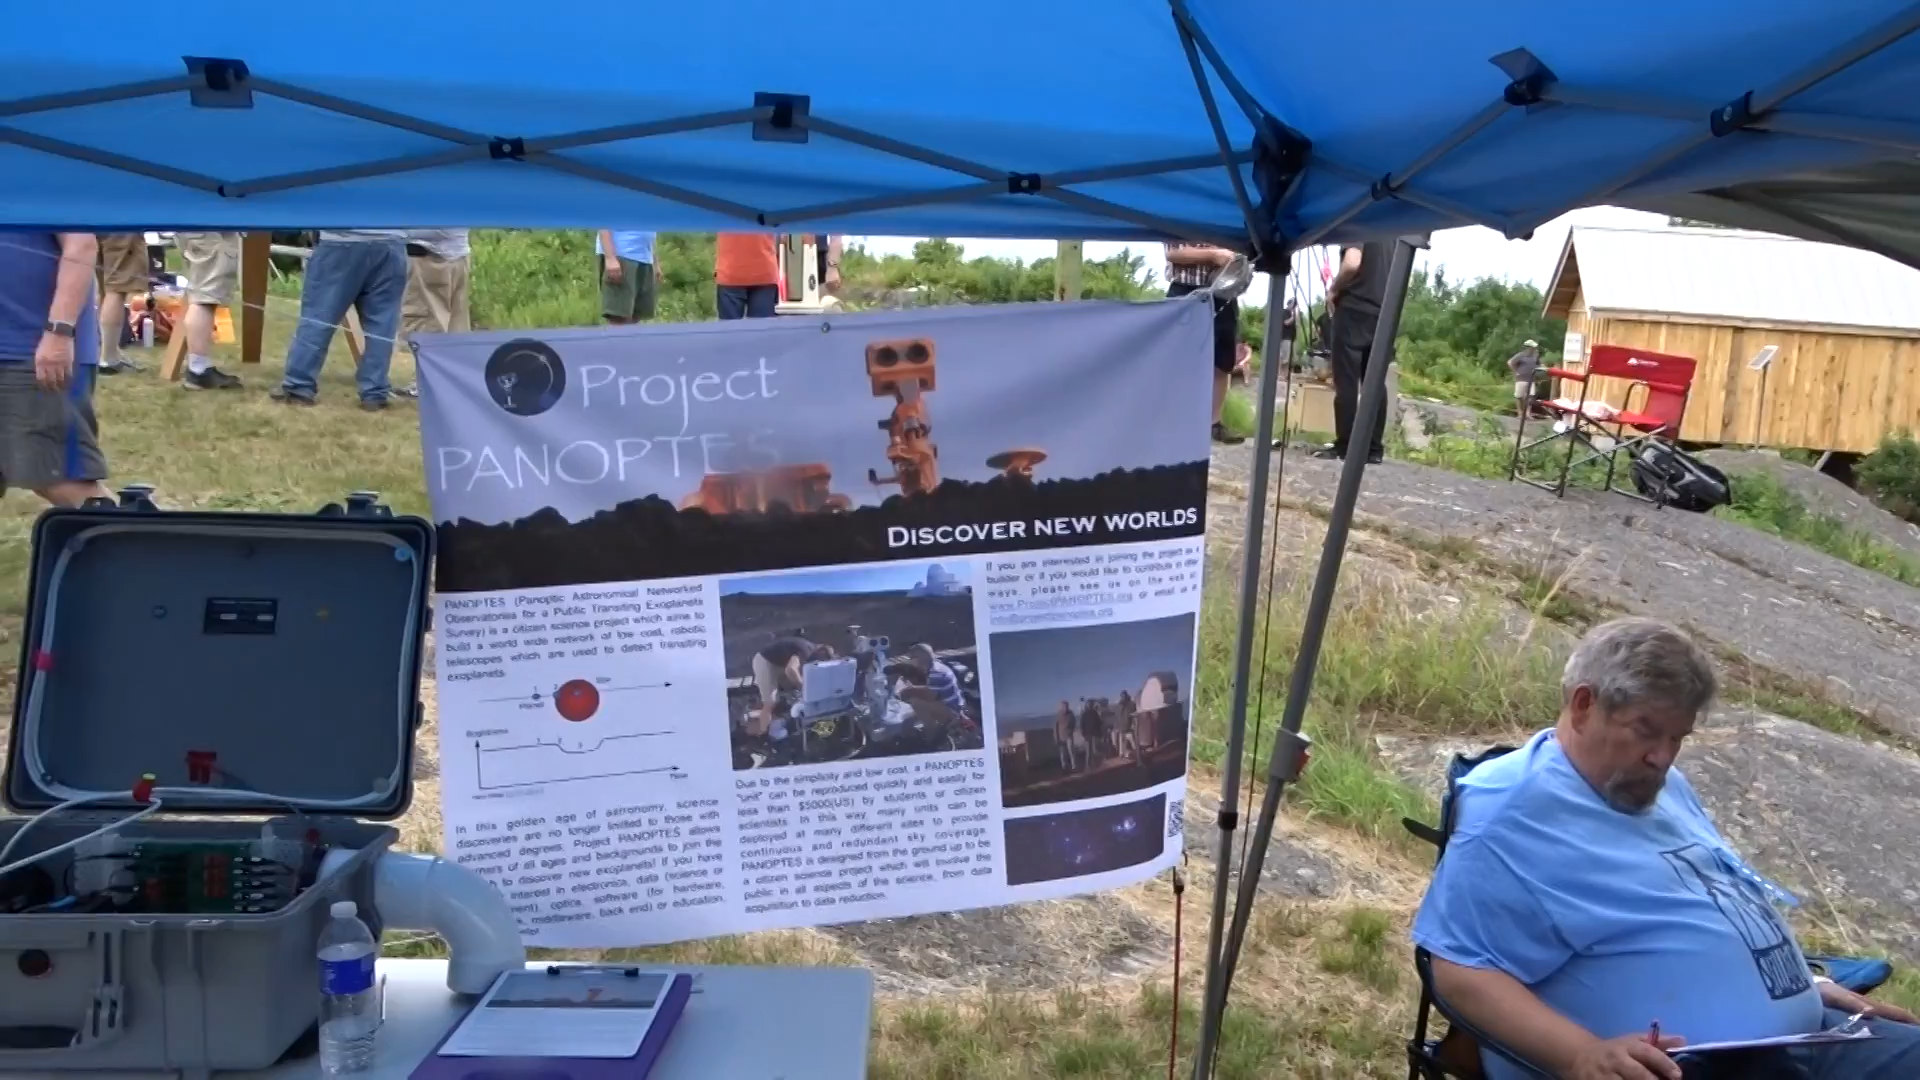 Project
PANOPTES
DISCOVER NEW WORLDS
PANOPTES (Panoptic Astronomical Networked
Observatories for a Public Transiting Exoplanets
Survey) is a citizen science project which aims to
build a world wide network of low cost, robotic
telescopes which are used to detect transiting
exoplanets.
1 2 Star
Planet
Brightness
1 2 3
Time
In this golden age of astronomy, science
discoveries are no longer limited to those with
advanced degrees. Project PANOPTES allows
of all ages and backgrounds to join the
to discover new exoplanets! If you have
interest in electronics, data (science or
optics, software (for hardware,
middleware, back end) or education,
Due to the simplicity and low cost, a PANOPTES
"unit" can be reproduced quickly and easily for
less than $5000(US) by students or citizen
scientists. In this way, many units can be
deployed at many different sites to provide
continuous and redundant sky coverage.
PANOPTES is designed from the ground up to be
a citizen science project which will involve the
public in all aspects of the science, from data
acquisition to data reduction.
If you are interested in joining the project as a
builder or if you would like to contribute in other
ways, please see us on the web at
www.ProjectPANOPTES.org or email us at
info@projectpanoptes.org